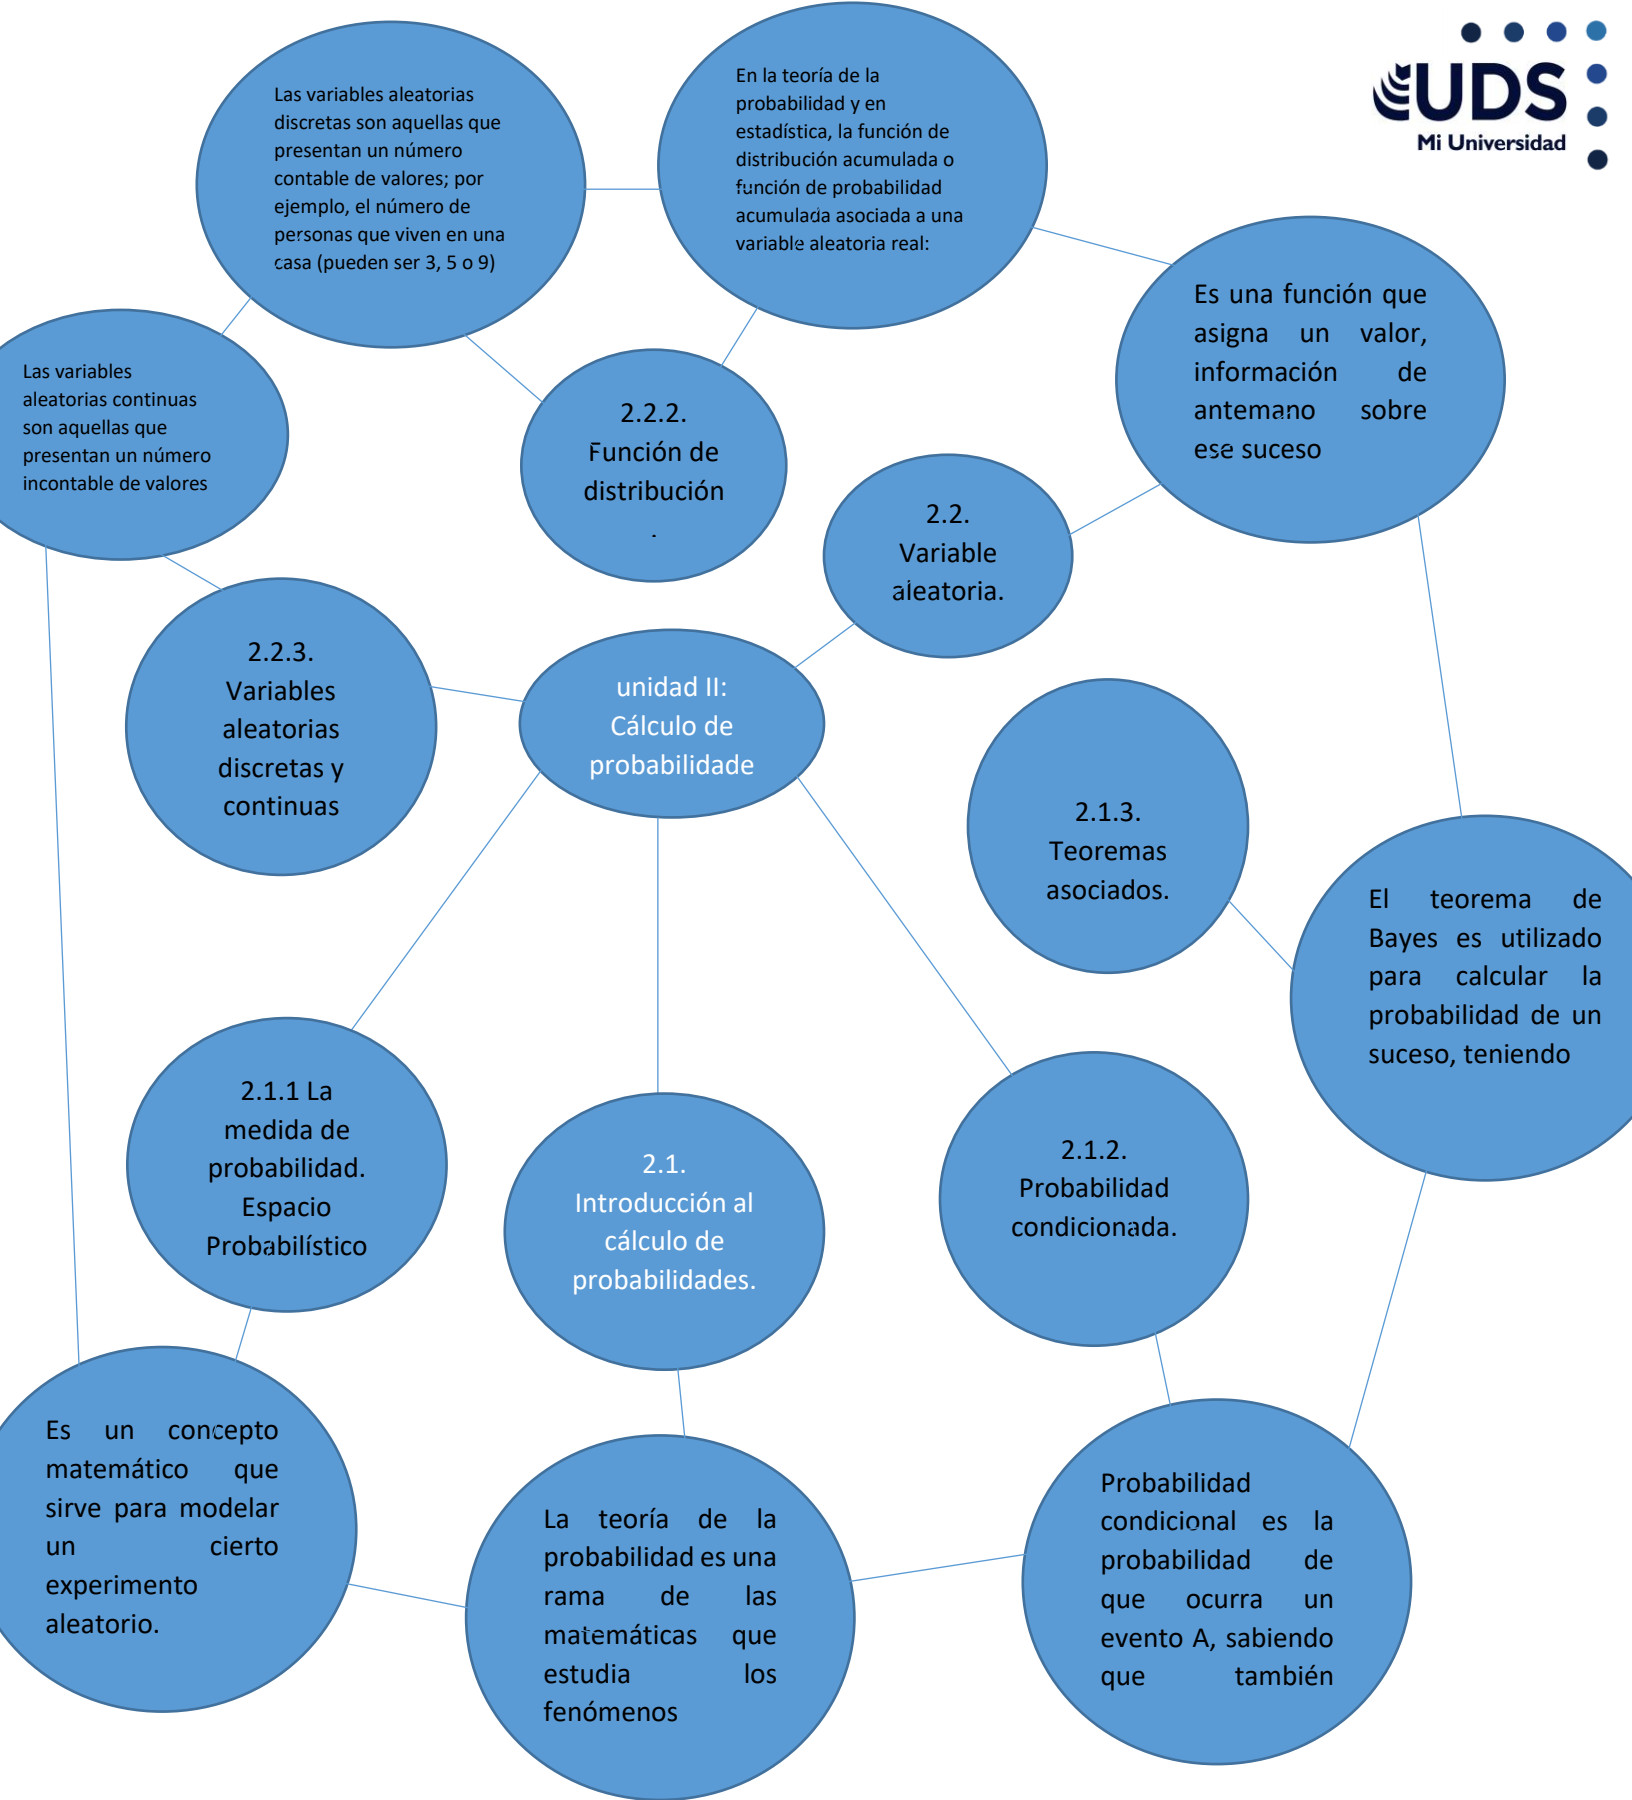 UDS
Mi Universidad
Las variables aleatorias
discretas son aquellas que
presentan un número
contable de valores; por
ejemplo, el número de
personas que viven en una
casa (pueden ser 3, 5 o 9)
En la teoría de la
probabilidad y en
estadística, la función de
distribución acumulada o
función de probabilidad
acumulada asociada a una
variable aleatoria real:
Es una función que
asigna un valor,
información de
antemano sobre
ese suceso
Las variables
aleatorias continuas
son aquellas que
presentan un número
incontable de valores
2.2.2.
Función de
distribución
.
2.2.
Variable
aleatoria.
2.2.3.
Variables
aleatorias
discretas y
continuas
unidad II:
Cálculo de
probabilidade
2.1.3.
Teoremas
asociados.
El teorema de
Bayes es utilizado
para calcular la
probabilidad de un
suceso, teniendo
2.1.1 La
medida de
probabilidad.
Espacio
Probabilístico
2.1.
Introducción al
cálculo de
probabilidades.
2.1.2.
Probabilidad
condicionada.
Es un concepto
matemático que
sirve para modelar
un cierto
experimento
aleatorio.
La teoría de la
probabilidad es una
rama de las
matemáticas que
estudia los
fenómenos
Probabilidad
condicional es la
probabilidad de
que ocurra un
evento A, sabiendo
que también